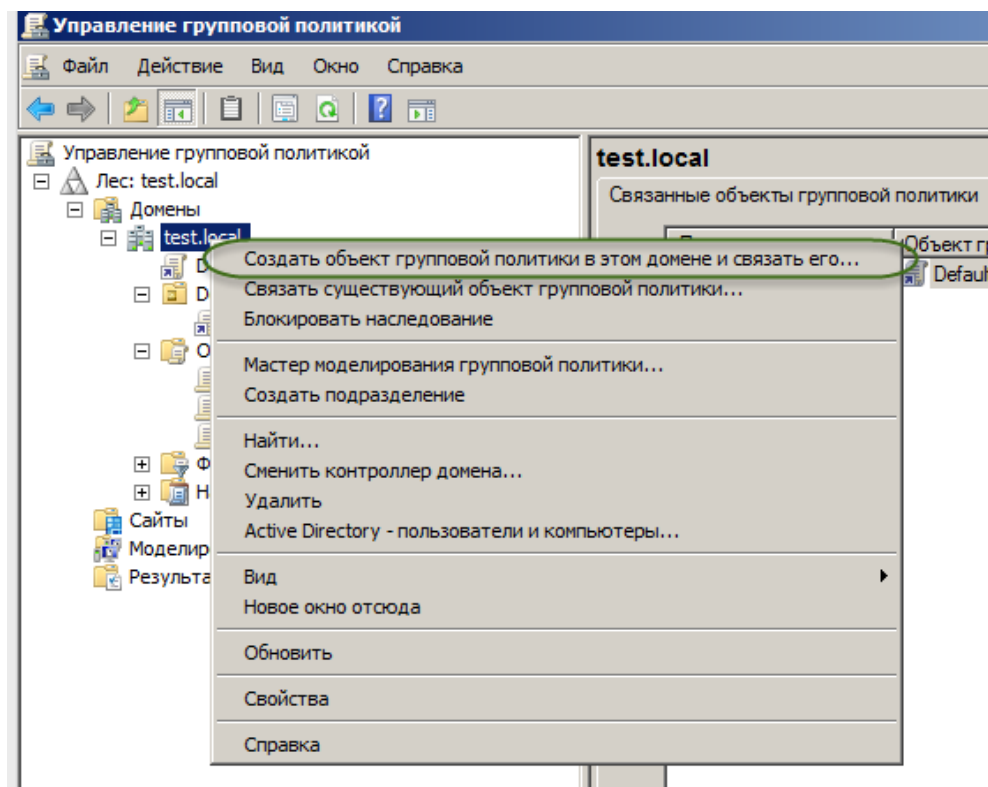 Управление групповой политикой
Файл Действие Вид Окно Справка
Управление групповой политикой
Лес: test.local
Домены
test.local
D
D
О
Ф
Н
Сайты
Моделир
Результа
Создать объект групповой политики в этом домене и связать его...
Связать существующий объект групповой политики...
Блокировать наследование
Мастер моделирования групповой политики...
Создать подразделение
Найти...
Сменить контроллер домена...
Удалить
Active Directory - пользователи и компьютеры...
Вид
Новое окно отсюда
Обновить
Свойства
Справка
test.local
Связанные объекты групповой политики
Объект г
Defaul